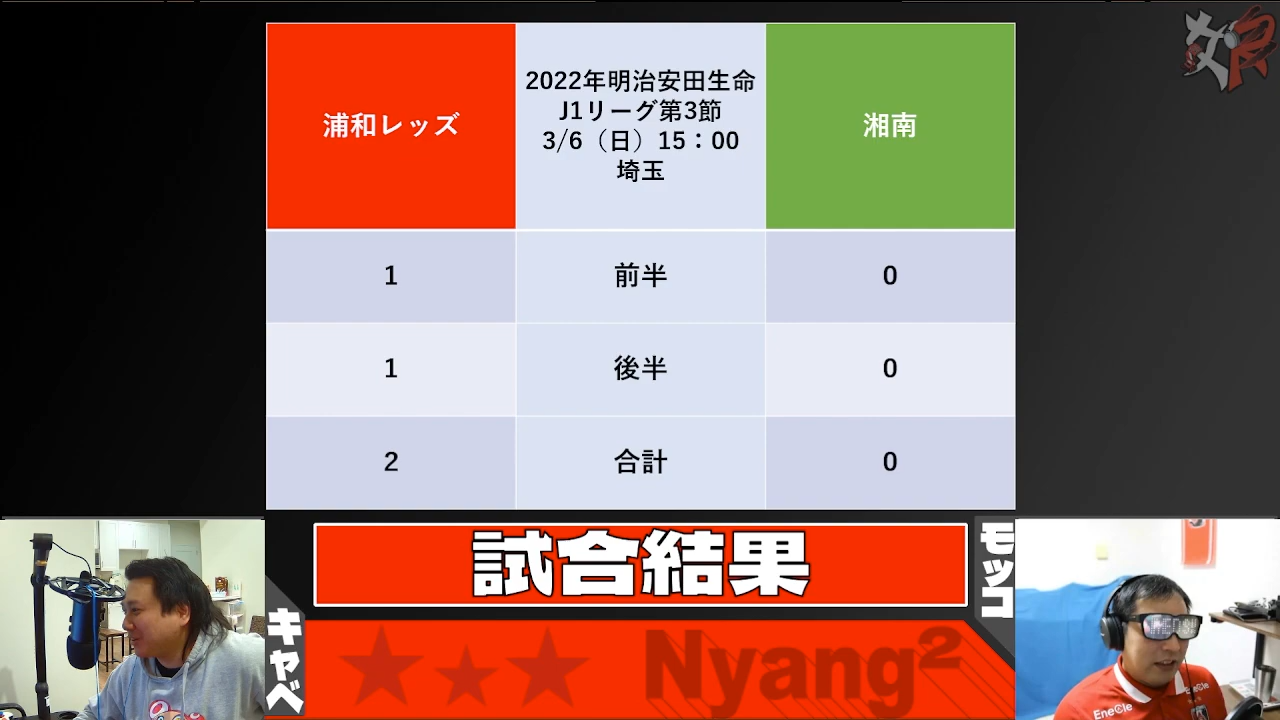 浦和レッズ
2022年明治安田生命
J1リーグ第3節
3/6（日）15：00
埼玉
湘南
1
前半
0
1
後半
0
2
合計
0
試合結果
キャベ
モッコ
Nyang²
EneCle
EneCle